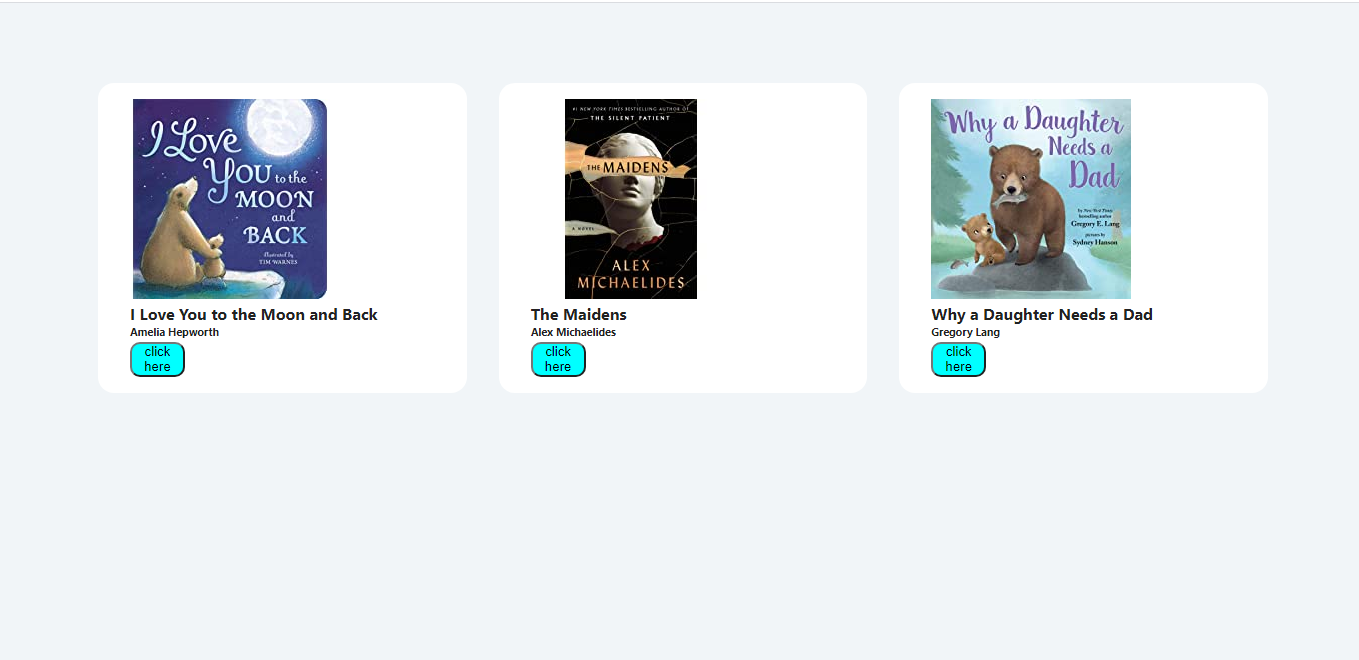 I Love
You to the
MOON
and
BACK
illustrated by
TIM WARNES
I Love You to the Moon and Back
Amelia Hepworth
click
here
#1 NEW YORK TIMES BESTSELLING AUTHOR OF
THE SILENT PATIENT
THE MAIDENS
A NOVEL
ALEX
MICHAELIDES
The Maidens
Alex Michaelides
click
here
Why a Daughter
Needs a
Dad
by New York Times
bestselling author
Gregory E. Lang
pictures by
Sydney Hanson
Why a Daughter Needs a Dad
Gregory Lang
click
here